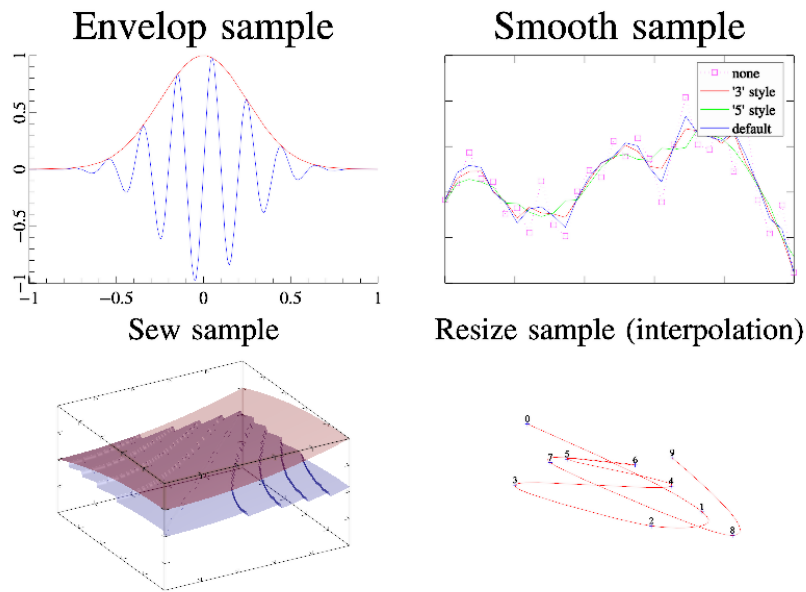 Envelop sample
Smooth sample
none
'3' style
'5' style
default
1
0.5
0
−0.5
−1
−1
−0.5
0
0.5
1
Sew sample
Resize sample (interpolation)
0
7
5
6
9
3
4
1
2
8